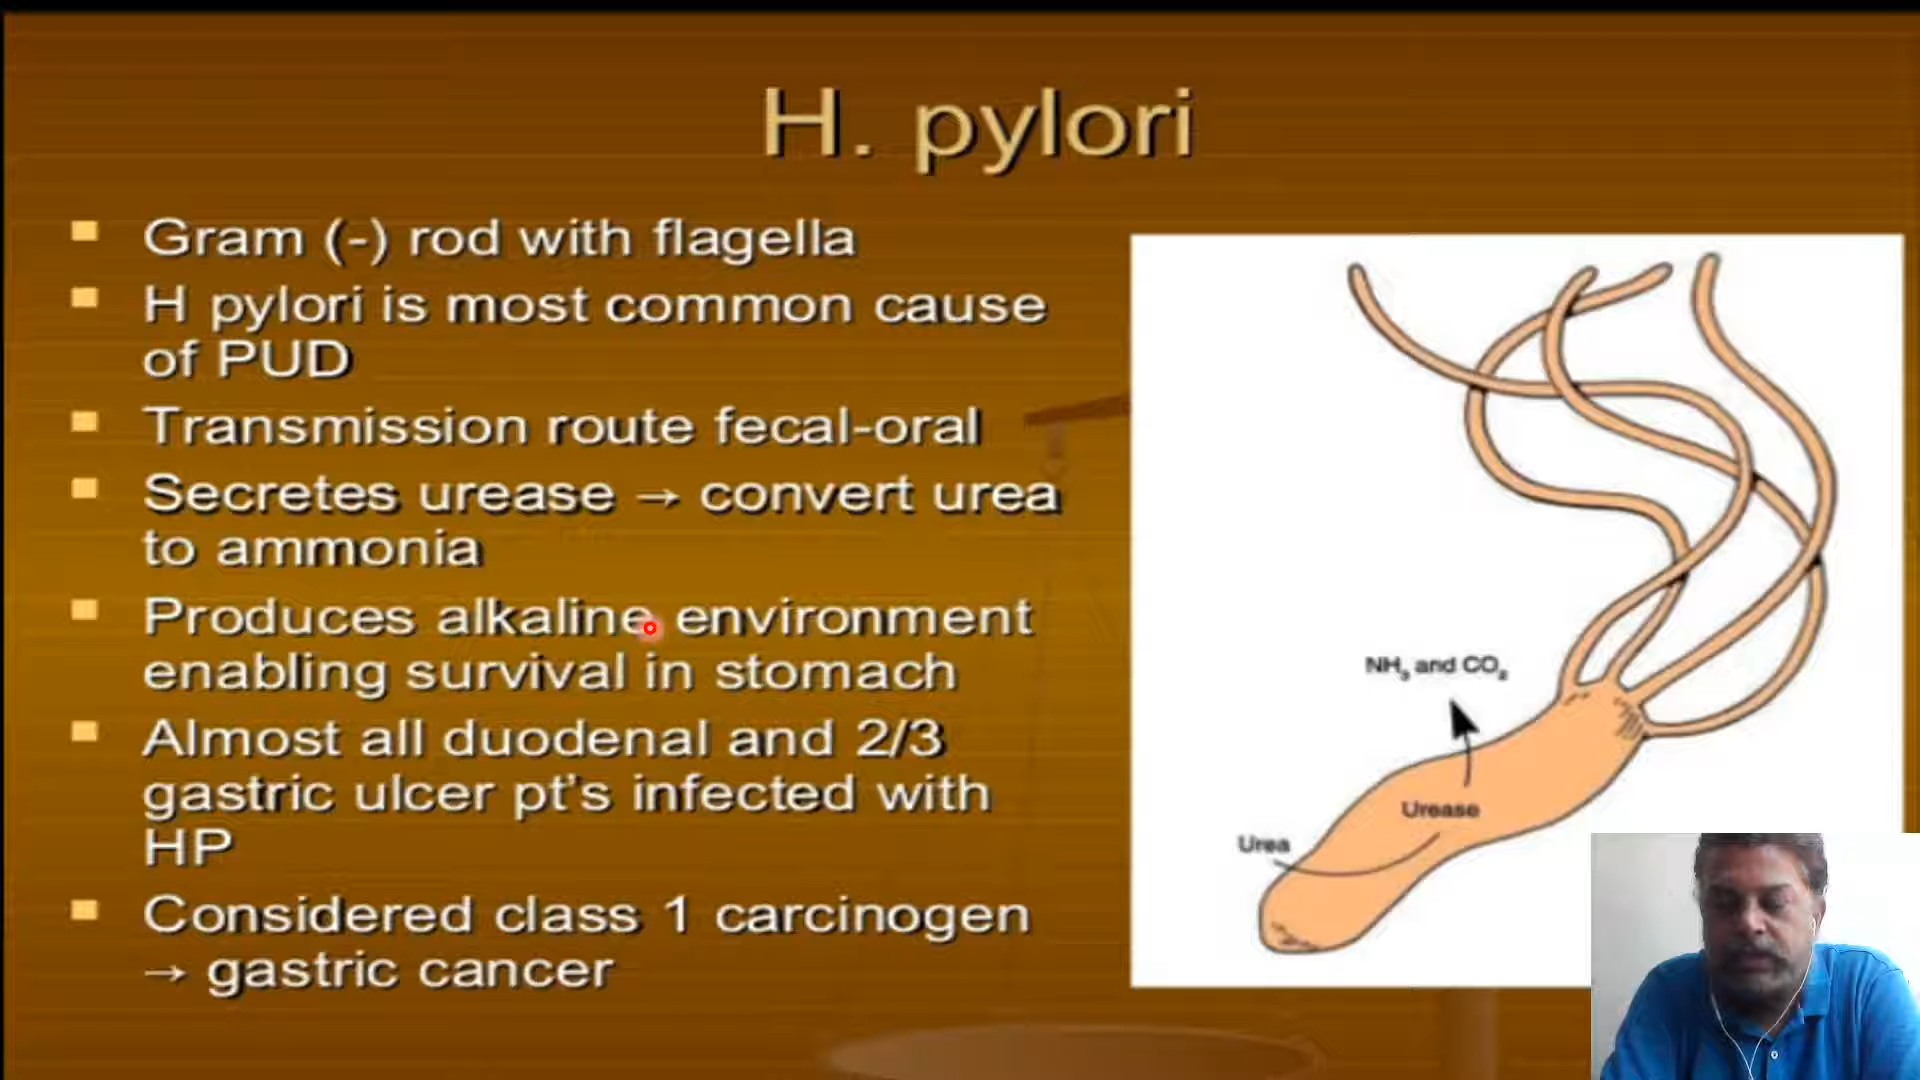 H. pylori
Gram (-) rod with flagella
H pylori is most common cause
of PUD
Transmission route fecal-oral
Secretes urease → convert urea
to ammonia
Produces alkaline environment
enabling survival in stomach
Almost all duodenal and 2/3
gastric ulcer pt's infected with
HP
Considered class 1 carcinogen
→ gastric cancer
NH₃ and CO₂
Urease
Urea